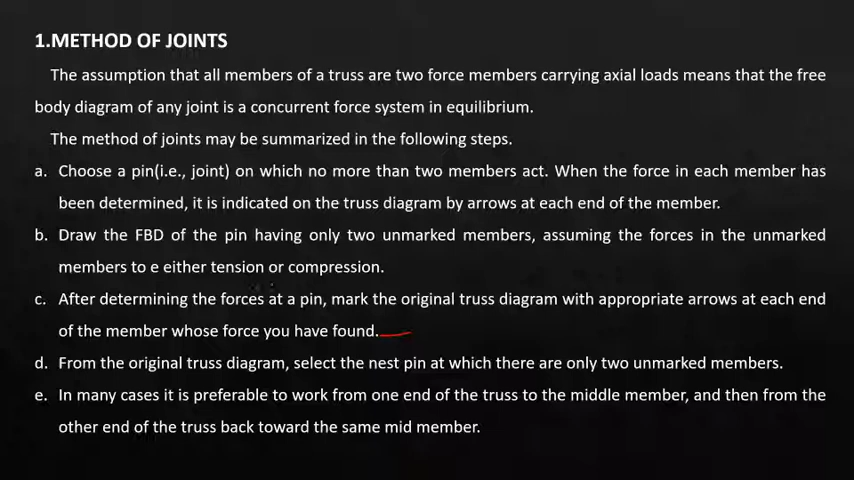 1.METHOD OF JOINTS
The assumption that all members of a truss are two force members carrying axial loads means that the free
body diagram of any joint is a concurrent force system in equilibrium.
The method of joints may be summarized in the following steps.
a. Choose a pin(i.e., joint) on which no more than two members act. When the force in each member has
been determined, it is indicated on the truss diagram by arrows at each end of the member.
b. Draw the FBD of the pin having only two unmarked members, assuming the forces in the unmarked
members to e either tension or compression.
c. After determining the forces at a pin, mark the original truss diagram with appropriate arrows at each end
of the member whose force you have found.
d. From the original truss diagram, select the nest pin at which there are only two unmarked members.
e. In many cases it is preferable to work from one end of the truss to the middle member, and then from the
other end of the truss back toward the same mid member.